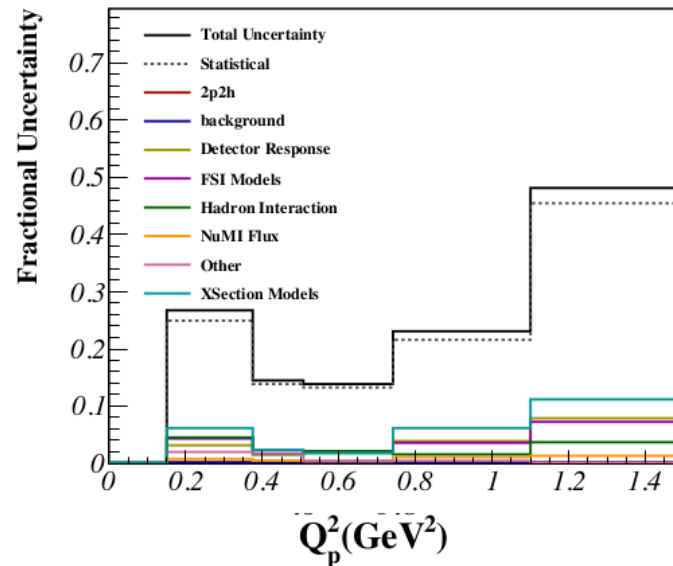 Fractional Uncertainty
Total Uncertainty
Statistical
2p2h
background
Detector Response
FSI Models
Hadron Interaction
NuMI Flux
Other
XSection Models
0.7
0.6
0.5
0.4
0.3
0.2
0.1
0
0 0.2 0.4 0.6 0.8 1 1.2 1.4
Q²ₚ(GeV²)